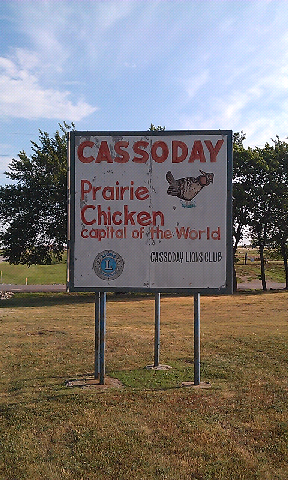 CASSODAY
Prairie
Chicken
capital of the World
L
CASSODAY LIONS CLUB